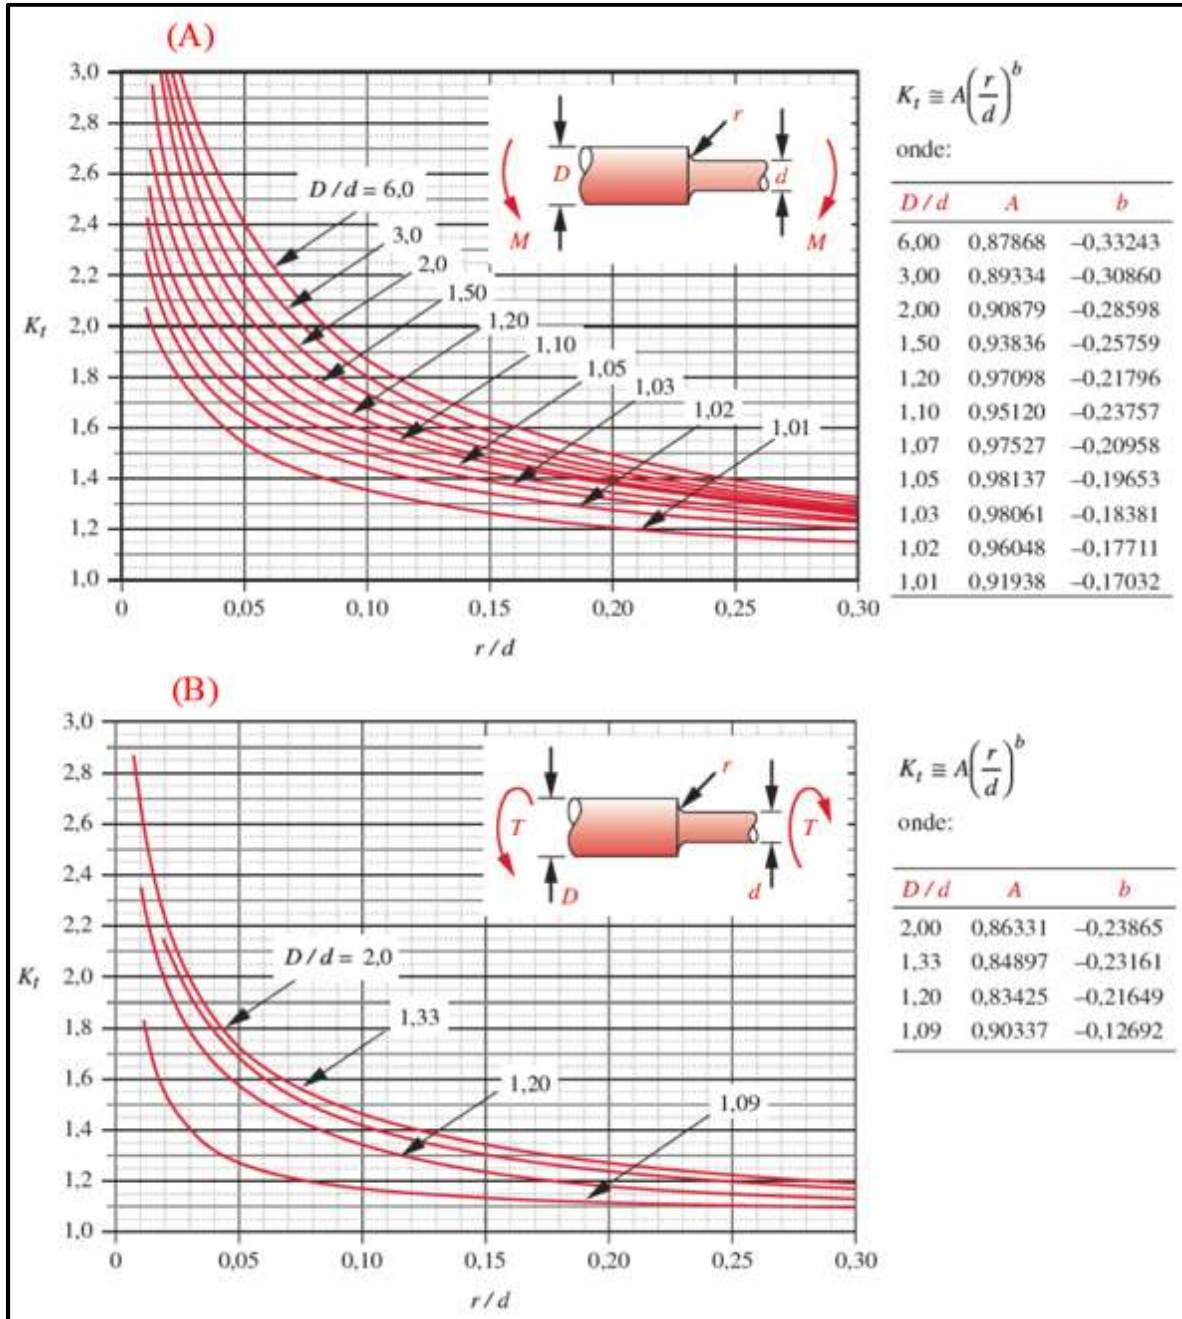 (A)
3,0
2,8
2,6
2,4
2,2
2,0
1,8
1,6
1,4
1,2
1,0
K_t
0 0,05 0,10 0,15 0,20 0,25 0,30
r / d
D / d = 6,0
3,0
2,0
1,50
1,20
1,10
1,05
1,03
1,02
1,01
r
D
d
M
M
K_t ≅ A(r/d)^b
onde:
D / d A b
6,00 0,87868 –0,33243
3,00 0,89334 –0,30860
2,00 0,90879 –0,28598
1,50 0,93836 –0,25759
1,20 0,97098 –0,21796
1,10 0,95120 –0,23757
1,07 0,97527 –0,20958
1,05 0,98137 –0,19653
1,03 0,98061 –0,18381
1,02 0,96048 –0,17711
1,01 0,91938 –0,17032
(B)
3,0
2,8
2,6
2,4
2,2
2,0
1,8
1,6
1,4
1,2
1,0
K_t
0 0,05 0,10 0,15 0,20 0,25 0,30
r / d
D / d = 2,0
1,33
1,20
1,09
r
T
T
D
d
K_t ≅ A(r/d)^b
onde:
D / d A b
2,00 0,86331 –0,23865
1,33 0,84897 –0,23161
1,20 0,83425 –0,21649
1,09 0,90337 –0,12692